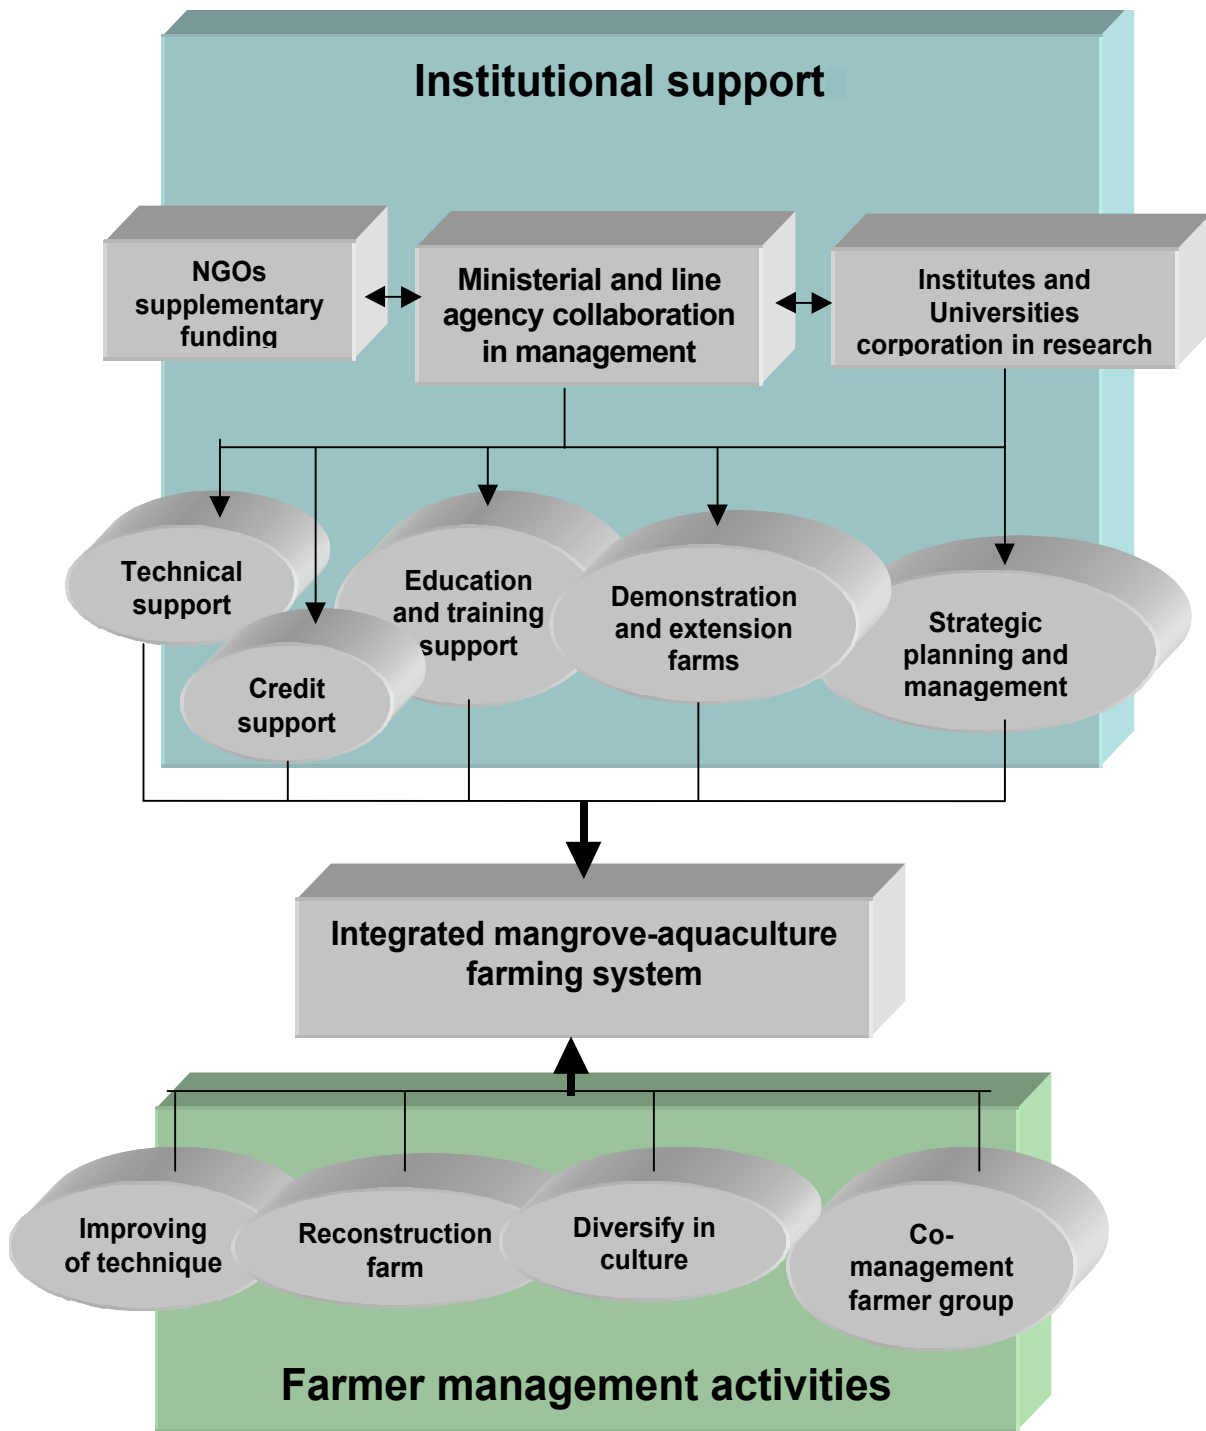 Institutional support
NGOs
supplementary
funding
Ministerial and line
agency collaboration
in management
Institutes and
Universities
corporation in research
Technical
support
Credit
support
Education
and training
support
Demonstration
and extension
farms
Strategic
planning and
management
Integrated mangrove-aquaculture
farming system
Improving
of technique
Reconstruction
farm
Diversify in
culture
Co-
management
farmer group
Farmer management activities